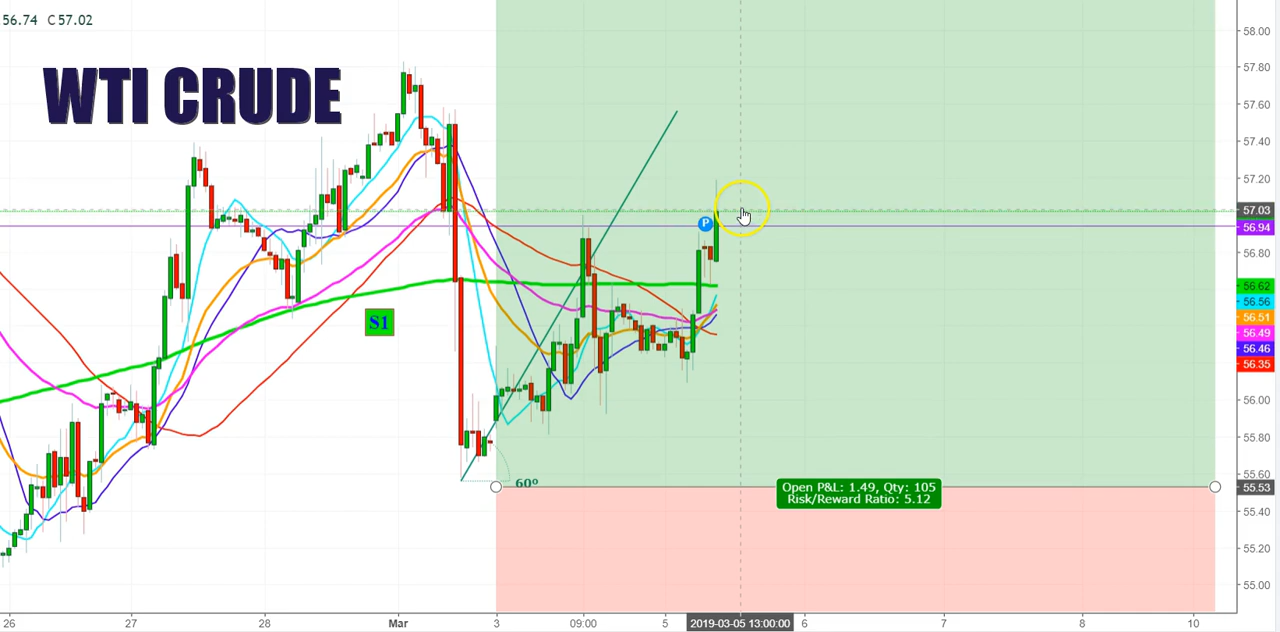 56.74 C57.02
WTI CRUDE
58.00
57.80
57.60
57.40
57.20
57.03
P
56.94
56.80
56.62
56.56
S1
56.51
56.49
56.46
56.35
56.00
55.80
55.60
60º
Open P&L: 1.49, Qty: 105
55.53
Risk/Reward Ratio: 5.12
55.40
55.20
55.00
26 27 28 Mar 3 09:00 5 2019-03-05 13:00:00 6 7 8 10